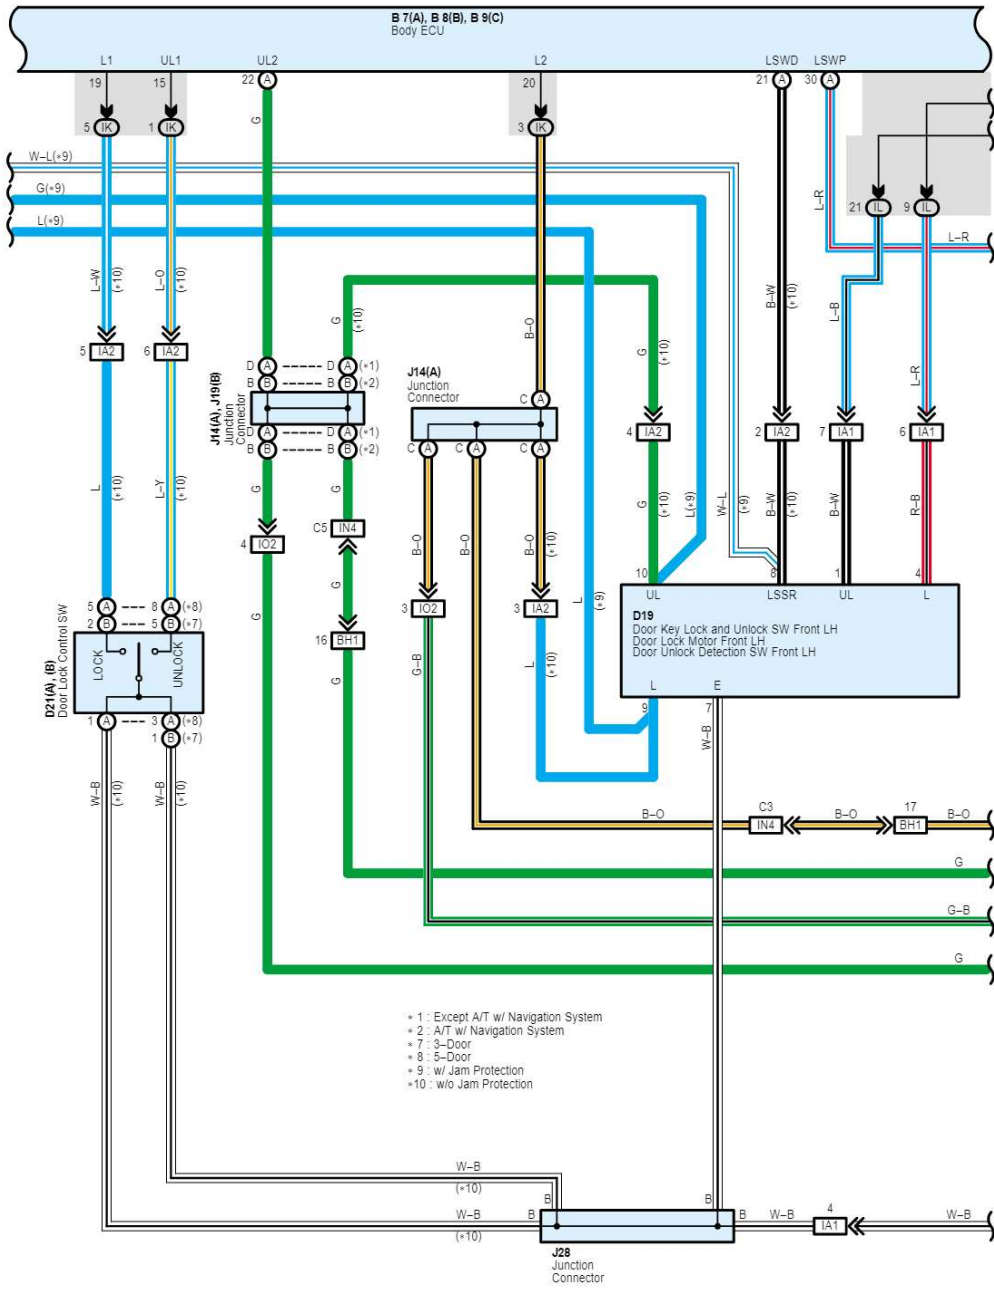 B 7(A), B 8(B), B 9(C)
Body ECU
L1 UL1 UL2 L2 LSWD LSWP
19 15 22 A 20 21 A 30 A
5 IK 1 IK 3 IK
G
W–L(∗9)
G(∗9)
L(∗9)
L–R
21 IL 9 IL
L–R
L–W (∗10)
L–O (∗10)
G (∗10)
B–O
G (∗10)
B–W (∗10)
L–B
L–R
5 IA2 6 IA2
D A D A (∗1)
B B B B (∗2)
J14(A), J19(B)
Junction
Connector
J14(A)
Junction
Connector
C A
D A D A (∗1)
B B B B (∗2)
C A C A C A
4 IA2 2 IA2 7 IA1 6 IA1
L (∗10)
L–Y (∗10)
G
G
G (∗10)
L(∗9)
W–L (∗9)
B–W (∗10)
B–W
R–B
C5 IN4
4 IO2
B–O
B–O
B–O (∗10)
G
10 8 1 4
UL LSSR UL L
5 A 8 A (∗8)
2 B 5 B (∗7)
3 IO2 3 IA2
L (∗9)
G
16 BH1
D19
Door Key Lock and Unlock SW Front LH
Door Lock Motor Front LH
Door Unlock Detection SW Front LH
D21(A), (B)
Door Lock Control SW
LOCK
UNLOCK
G
G–B
L (∗10)
L E
9 7
1 A 3 A (∗8)
1 B (∗7)
W–B
W–B (∗10)
W–B (∗10)
C3 17
B–O IN4 B–O BH1 B–O
G
G–B
G
∗ 1 : Except A/T w/ Navigation System
∗ 2 : A/T w/ Navigation System
∗ 7 : 3–Door
∗ 8 : 5–Door
∗ 9 : w/ Jam Protection
∗10 : w/o Jam Protection
W–B
(∗10)
B B
W–B B B W–B 4 W–B
(∗10)
IA1
J28
Junction
Connector